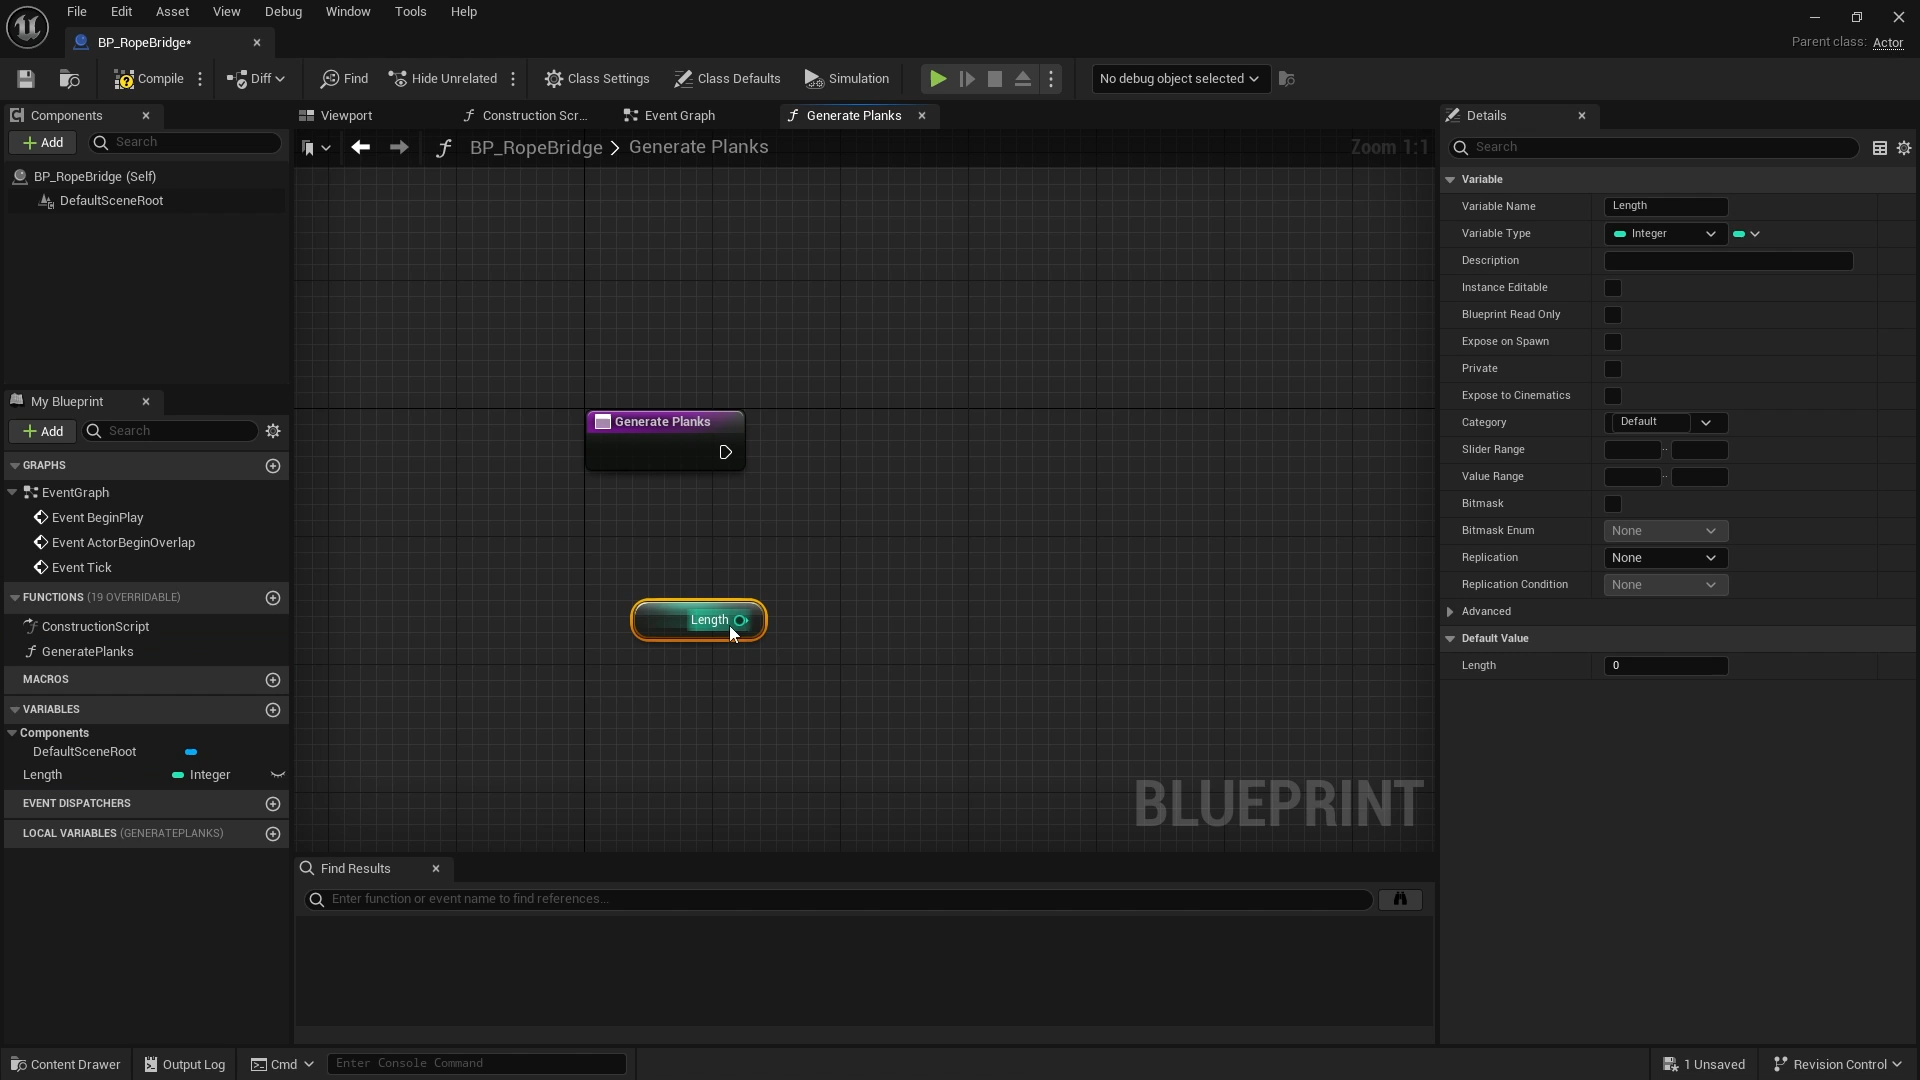 File Edit Asset View Debug Window Tools Help
BP_RopeBridge*
Parent class: Actor
Compile Diff Find Hide Unrelated Class Settings Class Defaults Simulation No debug object selected
Components
Add Search
BP_RopeBridge (Self)
DefaultSceneRoot
My Blueprint
Add Search
GRAPHS
EventGraph
Event BeginPlay
Event ActorBeginOverlap
Event Tick
FUNCTIONS (19 OVERRIDABLE)
ConstructionScript
GeneratePlanks
MACROS
VARIABLES
Components
DefaultSceneRoot
Length Integer
EVENT DISPATCHERS
LOCAL VARIABLES (GENERATEPLANKS)
Viewport Construction Scr... Event Graph Generate Planks
BP_RopeBridge > Generate Planks Zoom 1:1
Generate Planks
Length
BLUEPRINT
Find Results
Enter function or event name to find references...
Details
Search
Variable
Variable Name Length
Variable Type Integer
Description
Instance Editable
Blueprint Read Only
Expose on Spawn
Private
Expose to Cinematics
Category Default
Slider Range ..
Value Range ..
Bitmask
Bitmask Enum None
Replication None
Replication Condition None
Advanced
Default Value
Length 0
Content Drawer Output Log Cmd Enter Console Command 1 Unsaved Revision Control